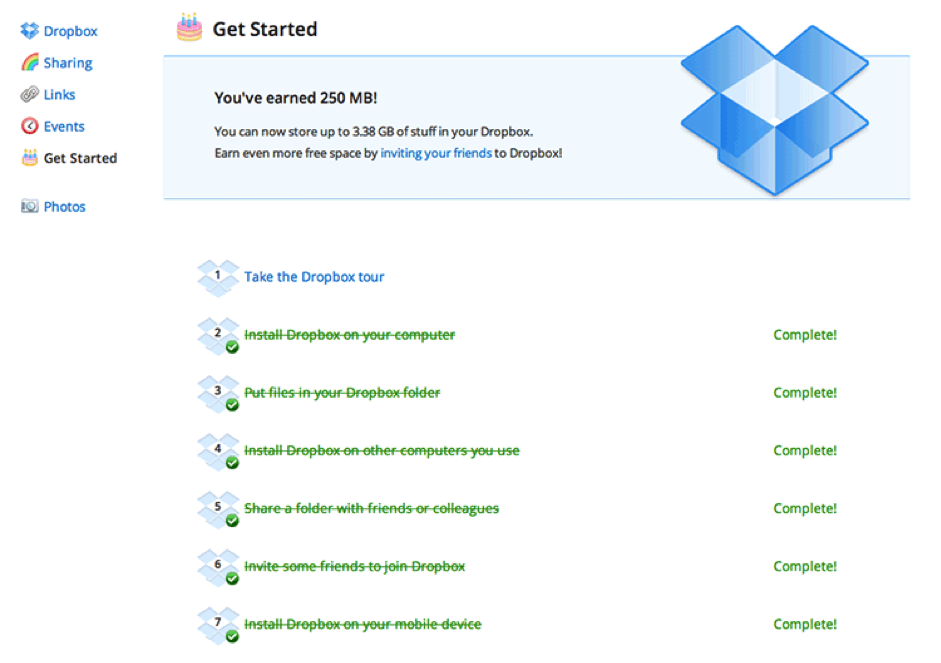 Dropbox
Sharing
Links
Events
Get Started
Photos
Get Started
You've earned 250 MB!
You can now store up to 3.38 GB of stuff in your Dropbox.
Earn even more free space by inviting your friends to Dropbox!
1 Take the Dropbox tour
2 Install Dropbox on your computer Complete!
3 Put files in your Dropbox folder Complete!
4 Install Dropbox on other computers you use Complete!
5 Share a folder with friends or colleagues Complete!
6 Invite some friends to join Dropbox Complete!
7 Install Dropbox on your mobile device Complete!